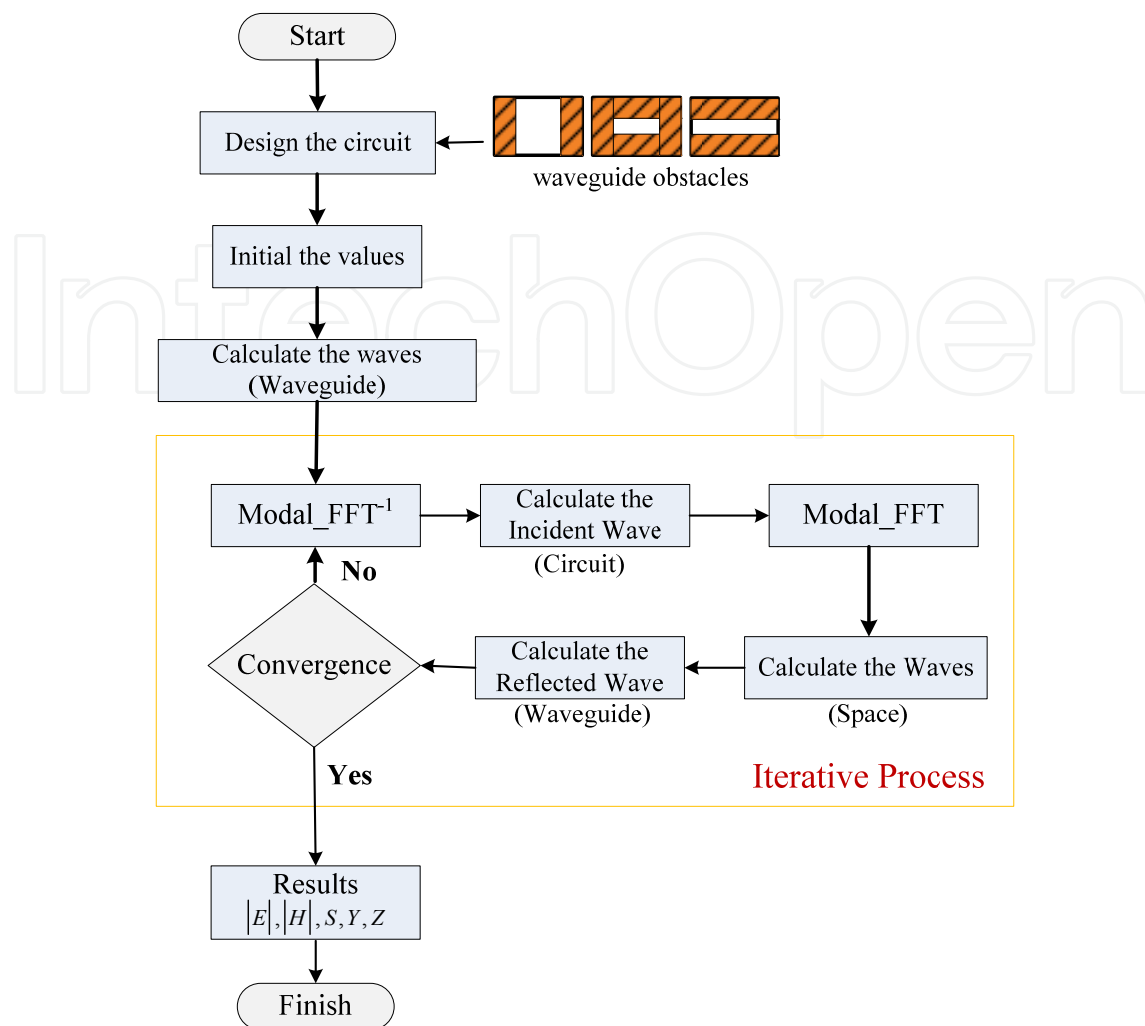 Start
Design the circuit
waveguide obstacles
Initial the values
IntechOpen
Calculate the waves
(Waveguide)
Modal_FFT-1
Calculate the
Incident Wave
(Circuit)
Modal_FFT
No
Convergence
Calculate the
Reflected Wave
(Waveguide)
Calculate the Waves
(Space)
Yes
Iterative Process
Results
|E|,|H|,S,Y,Z
Finish